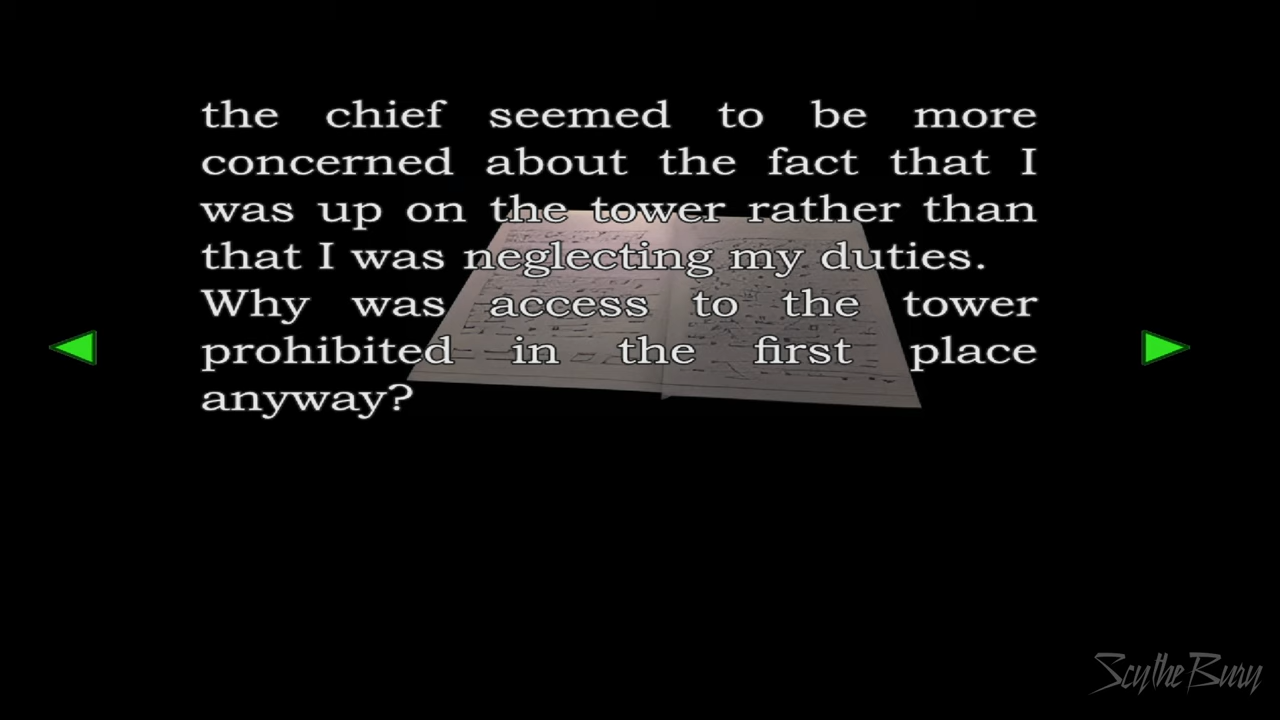 the chief seemed to be more
concerned about the fact that I
was up on the tower rather than
that I was neglecting my duties.
Why was access to the tower
prohibited in the first place
anyway?
ScytheBury